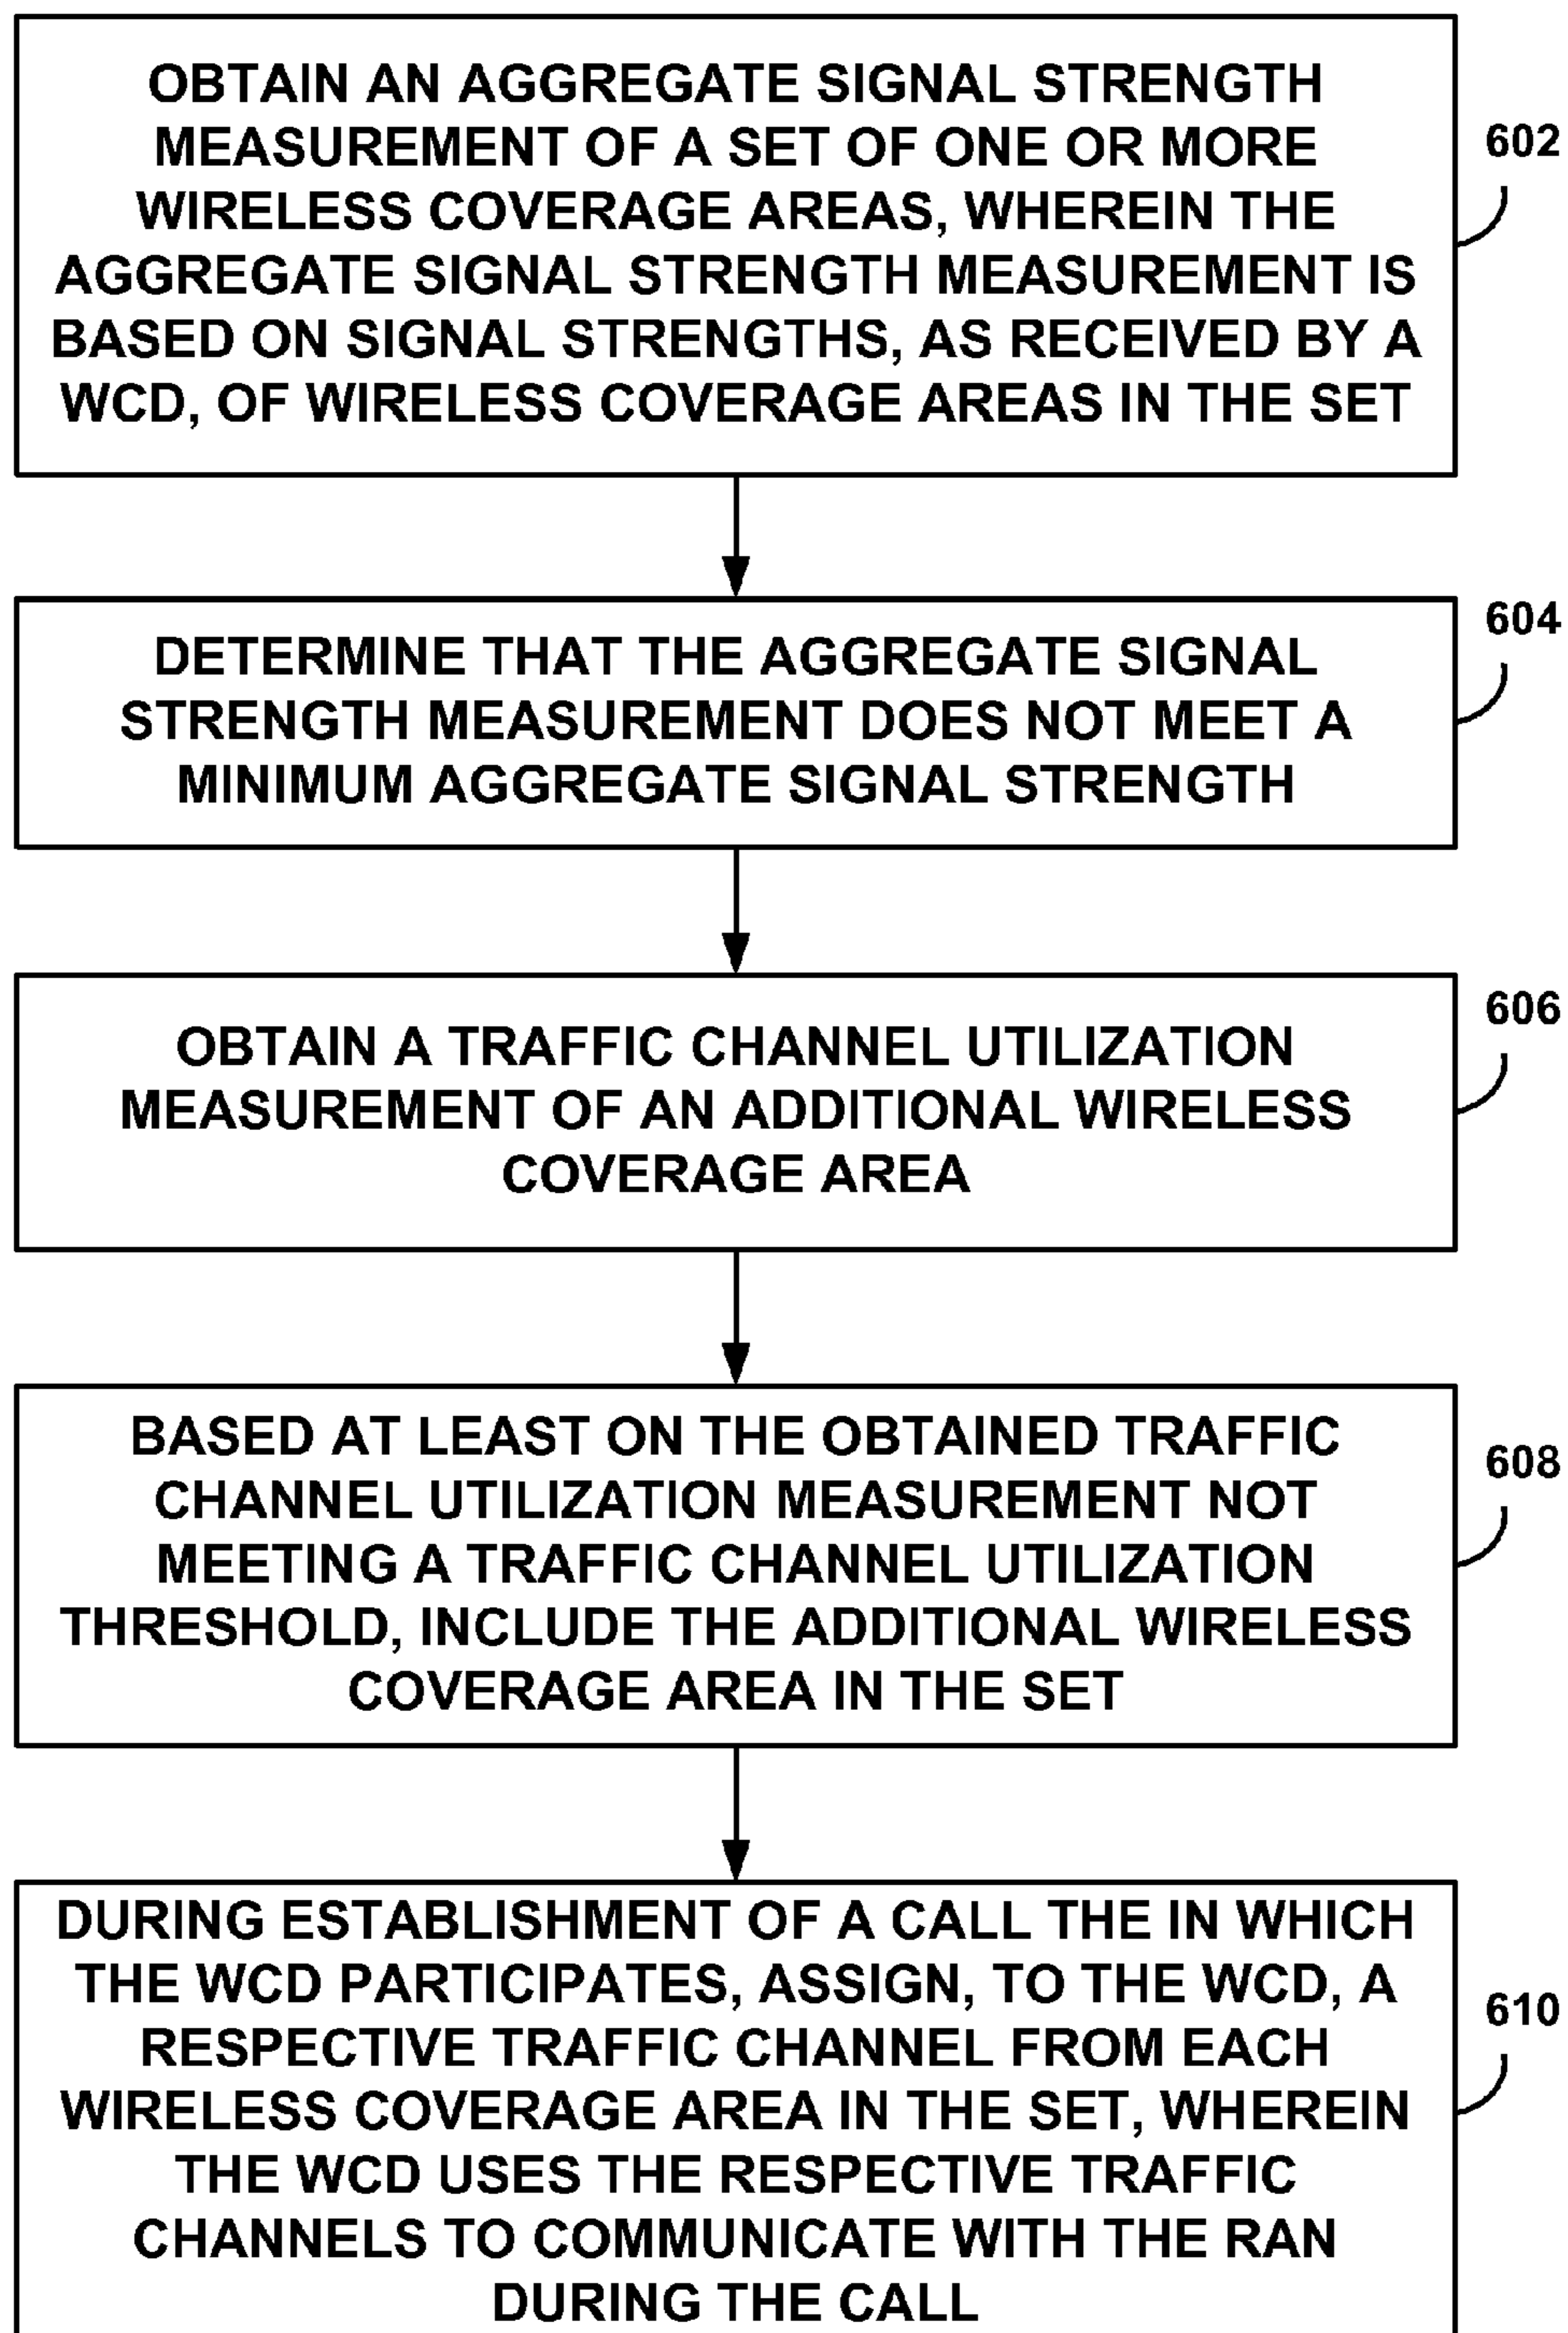 OBTAIN AN AGGREGATE SIGNAL STRENGTH
MEASUREMENT OF A SET OF ONE OR MORE
WIRELESS COVERAGE AREAS, WHEREIN THE
AGGREGATE SIGNAL STRENGTH MEASUREMENT IS
BASED ON SIGNAL STRENGTHS, AS RECEIVED BY A
WCD, OF WIRELESS COVERAGE AREAS IN THE SET
602
DETERMINE THAT THE AGGREGATE SIGNAL
STRENGTH MEASUREMENT DOES NOT MEET A
MINIMUM AGGREGATE SIGNAL STRENGTH
604
OBTAIN A TRAFFIC CHANNEL UTILIZATION
MEASUREMENT OF AN ADDITIONAL WIRELESS
COVERAGE AREA
606
BASED AT LEAST ON THE OBTAINED TRAFFIC
CHANNEL UTILIZATION MEASUREMENT NOT
MEETING A TRAFFIC CHANNEL UTILIZATION
THRESHOLD, INCLUDE THE ADDITIONAL WIRELESS
COVERAGE AREA IN THE SET
608
DURING ESTABLISHMENT OF A CALL THE IN WHICH
THE WCD PARTICIPATES, ASSIGN, TO THE WCD, A
RESPECTIVE TRAFFIC CHANNEL FROM EACH
WIRELESS COVERAGE AREA IN THE SET, WHEREIN
THE WCD USES THE RESPECTIVE TRAFFIC
CHANNELS TO COMMUNICATE WITH THE RAN
DURING THE CALL
610